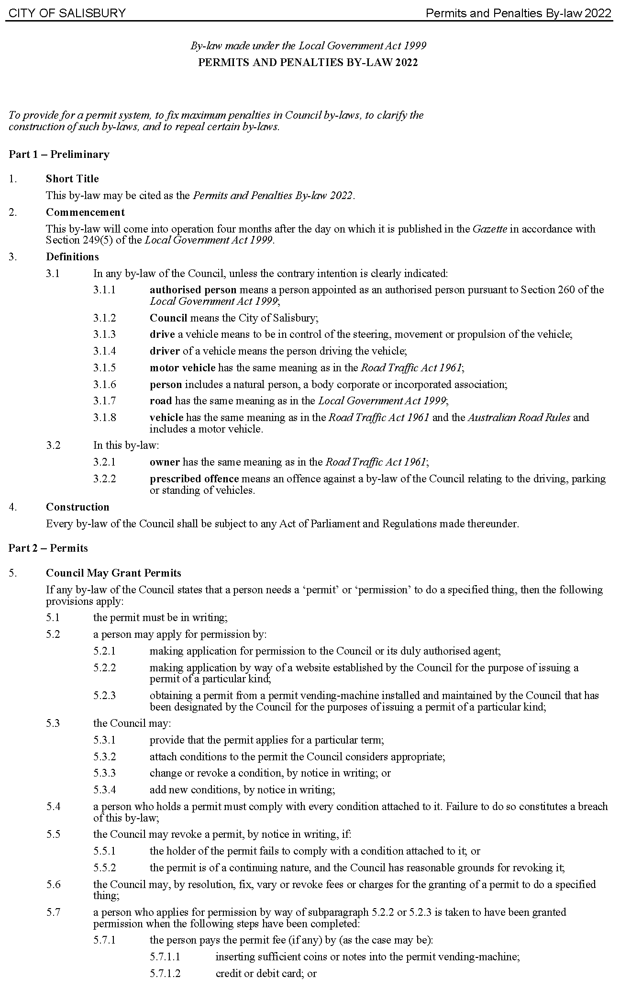 CITY OF SALISBURY Permits and Penalties By-law 2022
By-law made under the Local Government Act 1999
PERMITS AND PENALTIES BY-LAW 2022
To provide for a permit system, to fix maximum penalties in Council by-laws, to clarify the
construction of such by-laws, and to repeal certain by-laws.
Part 1 – Preliminary
1. Short Title
This by-law may be cited as the Permits and Penalties By-law 2022.
2. Commencement
This by-law will come into operation four months after the day on which it is published in the Gazette in accordance with
Section 249(5) of the Local Government Act 1999.
3. Definitions
3.1 In any by-law of the Council, unless the contrary intention is clearly indicated:
3.1.1 authorised person means a person appointed as an authorised person pursuant to Section 260 of the
Local Government Act 1999;
3.1.2 Council means the City of Salisbury;
3.1.3 drive a vehicle means to be in control of the steering, movement or propulsion of the vehicle;
3.1.4 driver of a vehicle means the person driving the vehicle;
3.1.5 motor vehicle has the same meaning as in the Road Traffic Act 1961;
3.1.6 person includes a natural person, a body corporate or incorporated association;
3.1.7 road has the same meaning as in the Local Government Act 1999;
3.1.8 vehicle has the same meaning as in the Road Traffic Act 1961 and the Australian Road Rules and
includes a motor vehicle.
3.2 In this by-law:
3.2.1 owner has the same meaning as in the Road Traffic Act 1961;
3.2.2 prescribed offence means an offence against a by-law of the Council relating to the driving, parking
or standing of vehicles.
4. Construction
Every by-law of the Council shall be subject to any Act of Parliament and Regulations made thereunder.
Part 2 – Permits
5. Council May Grant Permits
If any by-law of the Council states that a person needs a ‘permit’ or ‘permission’ to do a specified thing, then the following
provisions apply:
5.1 the permit must be in writing;
5.2 a person may apply for permission by:
5.2.1 making application for permission to the Council or its duly authorised agent;
5.2.2 making application by way of a website established by the Council for the purpose of issuing a
permit of a particular kind;
5.2.3 obtaining a permit from a permit vending-machine installed and maintained by the Council that has
been designated by the Council for the purposes of issuing a permit of a particular kind;
5.3 the Council may:
5.3.1 provide that the permit applies for a particular term;
5.3.2 attach conditions to the permit the Council considers appropriate;
5.3.3 change or revoke a condition, by notice in writing; or
5.3.4 add new conditions, by notice in writing;
5.4 a person who holds a permit must comply with every condition attached to it. Failure to do so constitutes a breach
of this by-law;
5.5 the Council may revoke a permit, by notice in writing, if:
5.5.1 the holder of the permit fails to comply with a condition attached to it; or
5.5.2 the permit is of a continuing nature, and the Council has reasonable grounds for revoking it;
5.6 the Council may, by resolution, fix, vary or revoke fees or charges for the granting of a permit to do a specified
thing;
5.7 a person who applies for permission by way of subparagraph 5.2.2 or 5.2.3 is taken to have been granted
permission when the following steps have been completed:
5.7.1 the person pays the permit fee (if any) by (as the case may be):
5.7.1.1 inserting sufficient coins or notes into the permit vending-machine;
5.7.1.2 credit or debit card; or